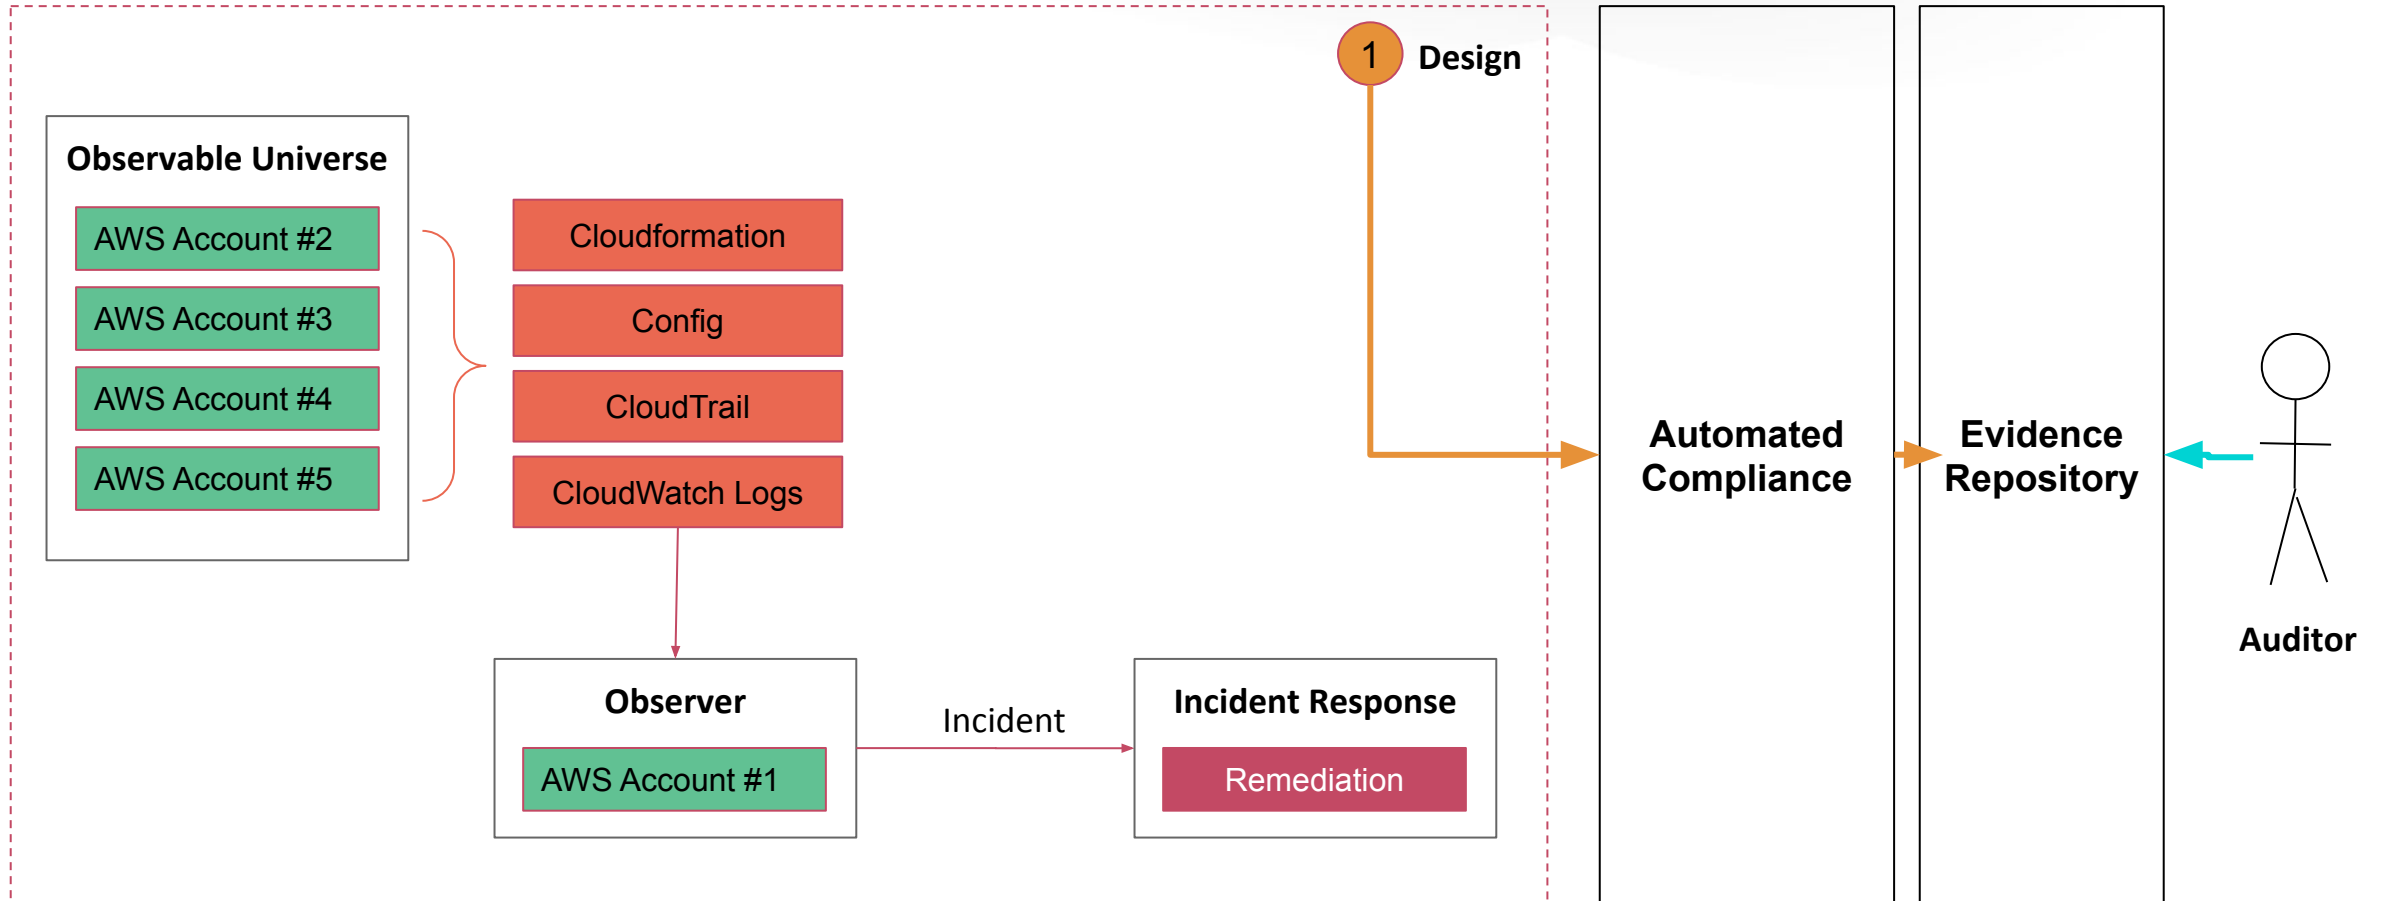 1
Design
Observable Universe
AWS Account #2
AWS Account #3
AWS Account #4
AWS Account #5
Cloudformation
Config
CloudTrail
CloudWatch Logs
Observer
AWS Account #1
Incident
Incident Response
Remediation
Automated
Compliance
Evidence
Repository
Auditor